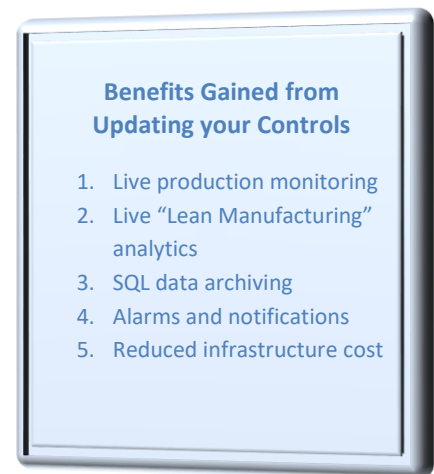 Benefits Gained from
Updating your Controls
1. Live production monitoring
2. Live “Lean Manufacturing”
analytics
3. SQL data archiving
4. Alarms and notifications
5. Reduced infrastructure cost